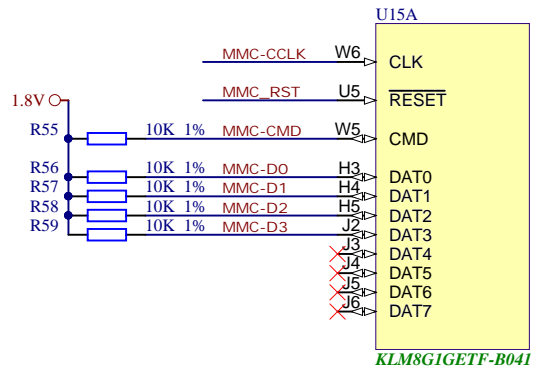 U15A
MMC-CCLK W6 CLK
MMC_RST U5 RESET
1.8V
R55 10K 1% MMC-CMD W5 CMD
R56 10K 1% MMC-D0 H3 DAT0
R57 10K 1% MMC-D1 H4 DAT1
R58 10K 1% MMC-D2 H5 DAT2
R59 10K 1% MMC-D3 J2 DAT3
J3 DAT4
J4 DAT5
J5 DAT6
J6 DAT7
KLM8G1GETF-B041